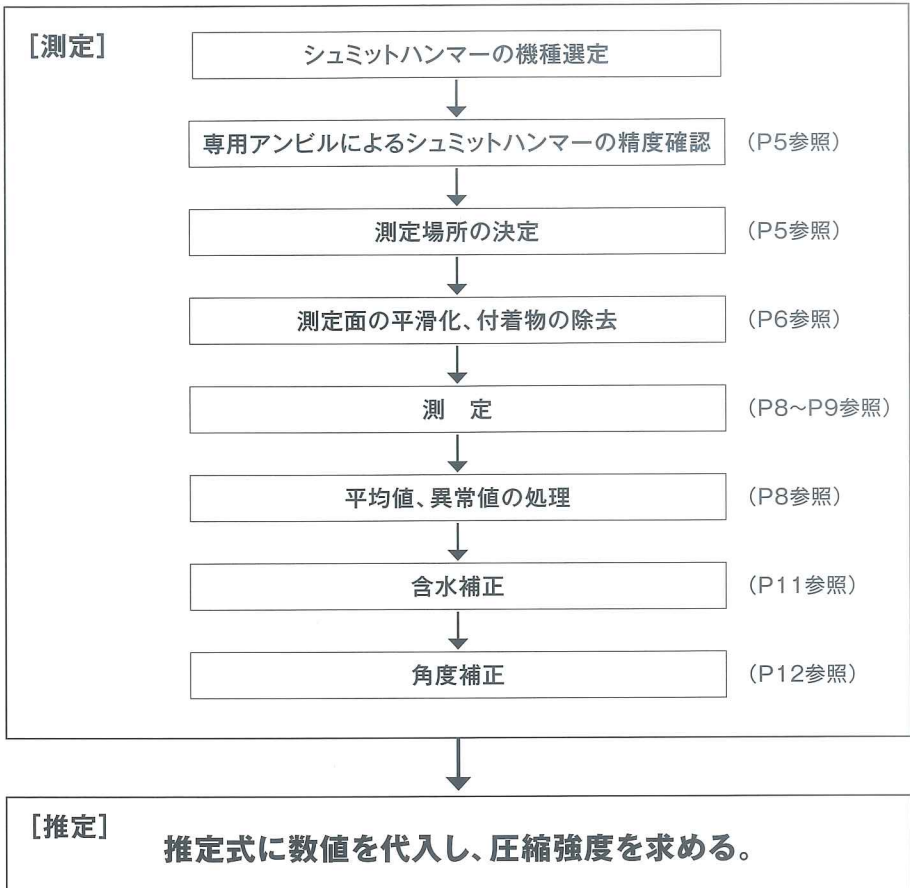 [測定]
シュミットハンマーの機種選定
専用アンビルによるシュミットハンマーの精度確認 (P5参照)
測定場所の決定 (P5参照)
測定面の平滑化、付着物の除去 (P6参照)
測 定 (P8~P9参照)
平均値、異常値の処理 (P8参照)
含水補正 (P11参照)
角度補正 (P12参照)
[推定]
推定式に数値を代入し、圧縮強度を求める。